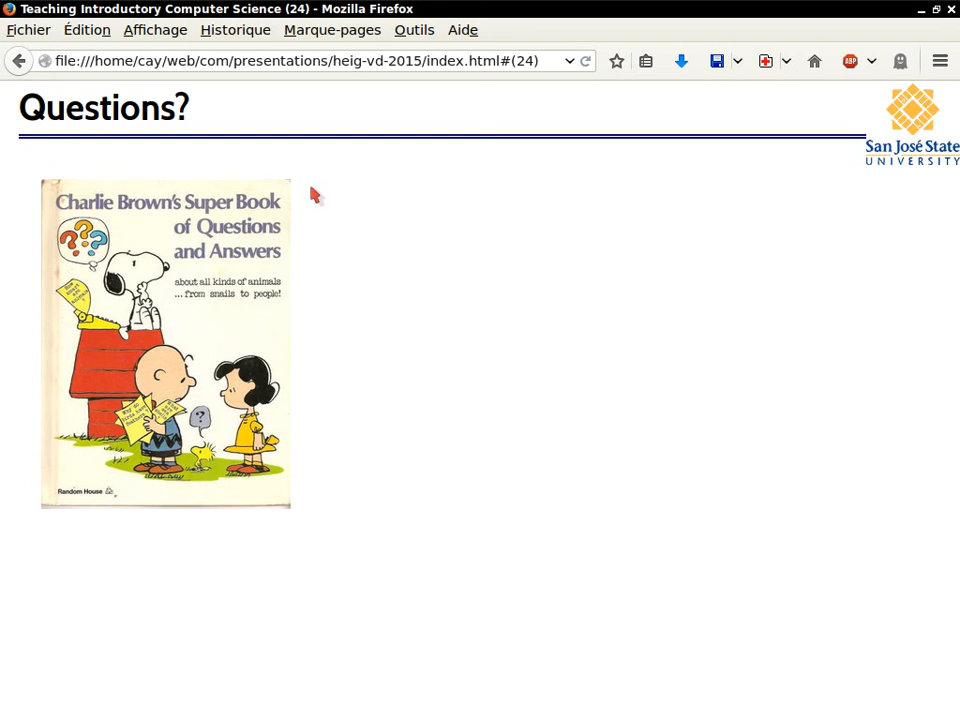 Teaching Introductory Computer Science (24) - Mozilla Firefox
Fichier Édition Affichage Historique Marque-pages Outils Aide
file:///home/cay/web/com/presentations/heig-vd-2015/index.html#(24)
ABP
Questions?
San José State
UNIVERSITY
Charlie Brown's Super Book
of Questions
and Answers
about all kinds of animals
...from snails to people!
?
Random House